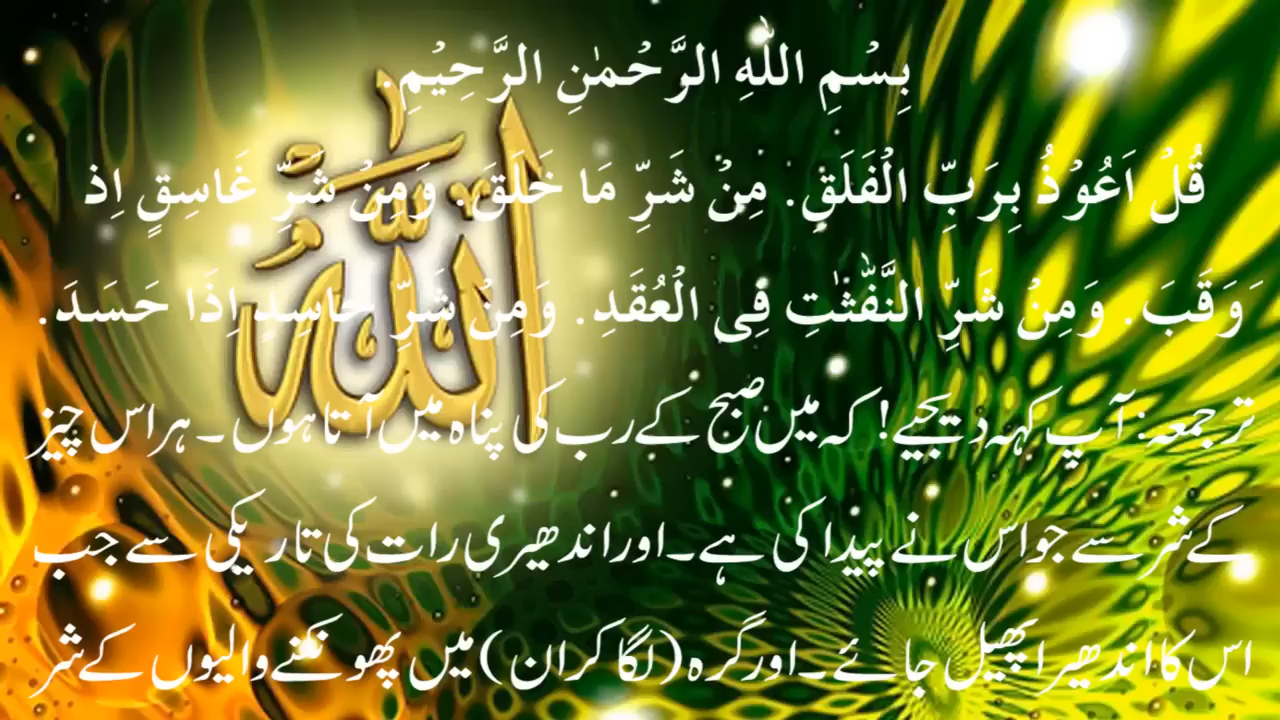 بِسْمِ اللّٰهِ الرَّحْمٰنِ الرَّحِيْمِ.
قُلْ اَعُوْذُ بِرَبِّ الْفَلَقِ. مِنْ شَرِّ مَا خَلَقَ. وَمِنْ شَرِّ غَاسِقٍ اِذ
وَقَبَ. وَمِنْ شَرِّ النَّفّٰثٰتِ فِی الْعُقَدِ. وَمِنْ شَرِّ حَاسِدٍ اِذَا حَسَدَ.
اللّٰه
ترجمعہ: آپ کہہ دیجیے! کہ میں صبح کے رب کی پناہ میں آتا ہوں۔ ہر اس چیز
کے شر سے جو اس نے پیدا کی ہے۔ اور اندھیری رات کی تاریکی سے جب
اس کا اندھیرا پھیل جائے۔ اور گرہ (لگا کر ان) میں پھونکنے والیوں کے شر